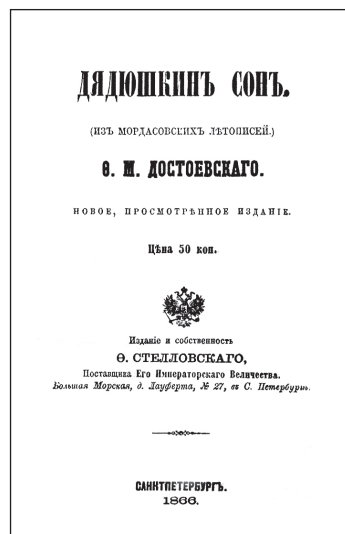 ДЯДЮШКИНЪ СОНЪ.
(ИЗЪ МОРДАСОВСКИХЪ ЛѢТОПИСЕЙ.)
Ѳ. М. ДОСТОЕВСКАГО.
НОВОЕ, ПРОСМОТРѢННОЕ ИЗДАНІЕ.
Цѣна 50 коп.
Изданіе и собственность
Ѳ. СТЕЛЛОВСКАГО,
Поставщика Его Императорскаго Величества.
Большая Морская, д. Лауферта, № 27, въ С. Петербургѣ.
САНКТПЕТЕРБУРГЪ.
1866.